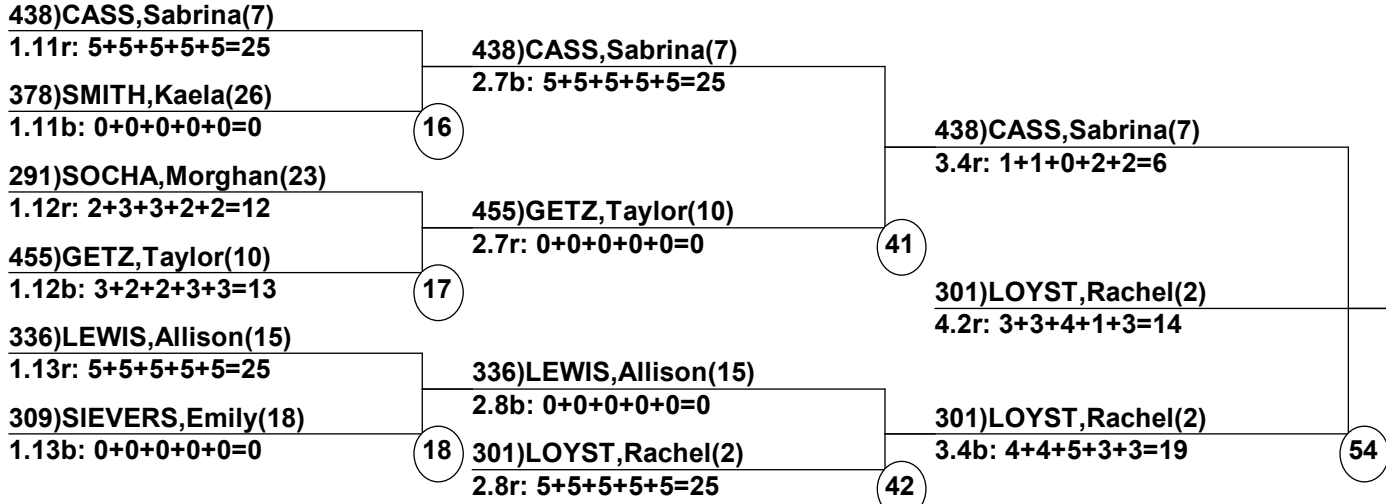 438)CASS,Sabrina(7)
1.11r: 5+5+5+5+5=25
378)SMITH,Kaela(26)
1.11b: 0+0+0+0+0=0
16
291)SOCHA,Morghan(23)
1.12r: 2+3+3+2+2=12
455)GETZ,Taylor(10)
1.12b: 3+2+2+3+3=13
17
336)LEWIS,Allison(15)
1.13r: 5+5+5+5+5=25
309)SIEVERS,Emily(18)
1.13b: 0+0+0+0+0=0
18
438)CASS,Sabrina(7)
2.7b: 5+5+5+5+5=25
455)GETZ,Taylor(10)
2.7r: 0+0+0+0+0=0
41
336)LEWIS,Allison(15)
2.8b: 0+0+0+0+0=0
301)LOYST,Rachel(2)
2.8r: 5+5+5+5+5=25
42
438)CASS,Sabrina(7)
3.4r: 1+1+0+2+2=6
301)LOYST,Rachel(2)
4.2r: 3+3+4+1+3=14
301)LOYST,Rachel(2)
3.4b: 4+4+5+3+3=19
54